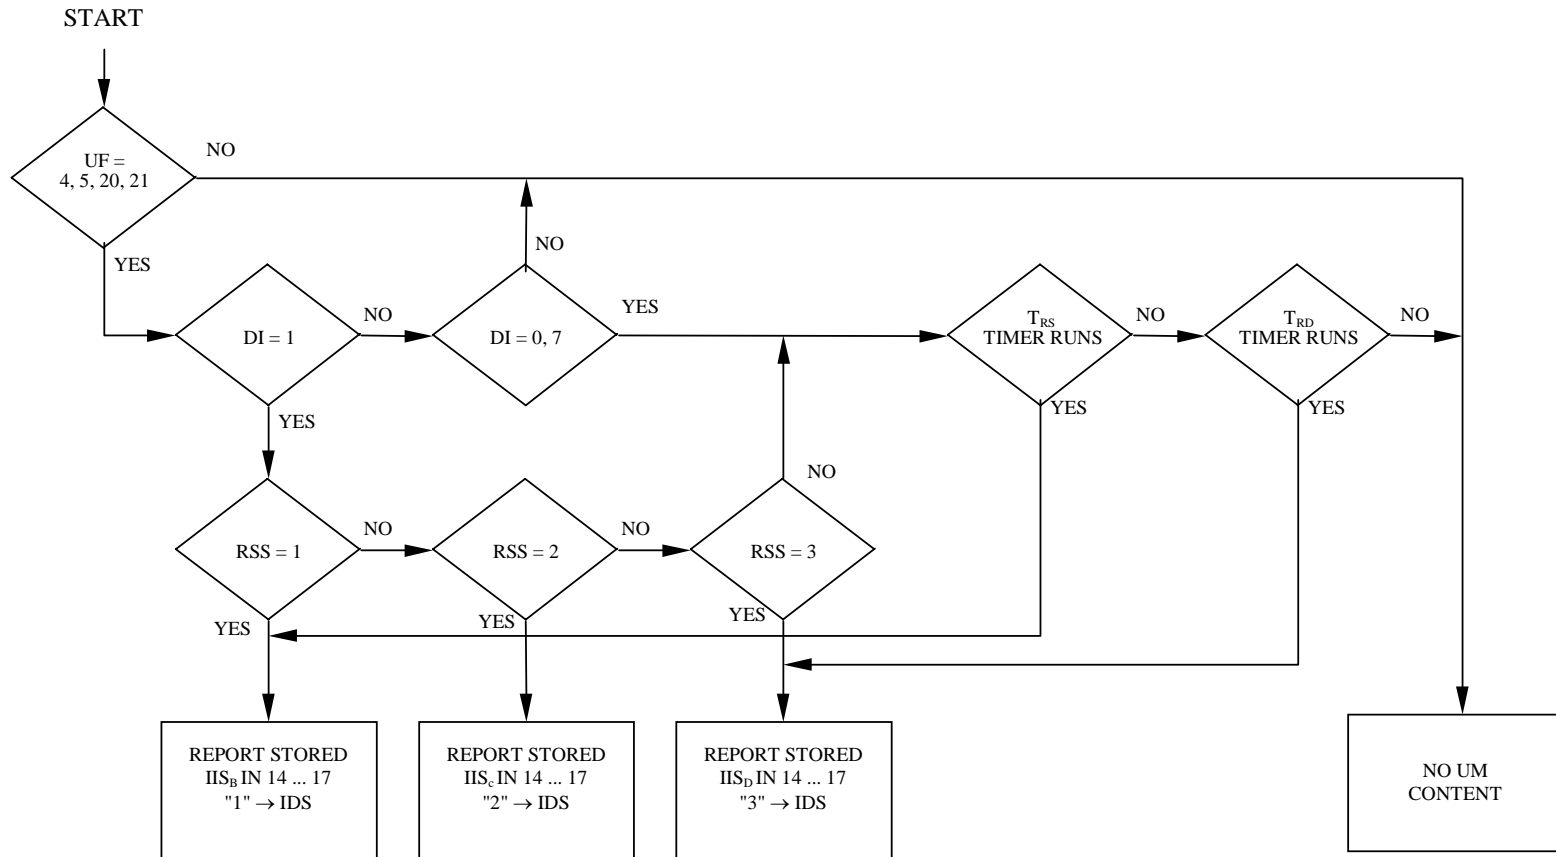 START
UF =
4, 5, 20, 21
NO
YES
NO
DI = 1
NO
DI = 0, 7
YES
T_RS
TIMER RUNS
NO
T_RD
TIMER RUNS
NO
YES
YES
YES
RSS = 1
NO
RSS = 2
NO
RSS = 3
NO
YES
YES
YES
REPORT STORED
IIS_B IN 14 ... 17
"1" → IDS
REPORT STORED
IIS_c IN 14 ... 17
"2" → IDS
REPORT STORED
IIS_D IN 14 ... 17
"3" → IDS
NO UM
CONTENT